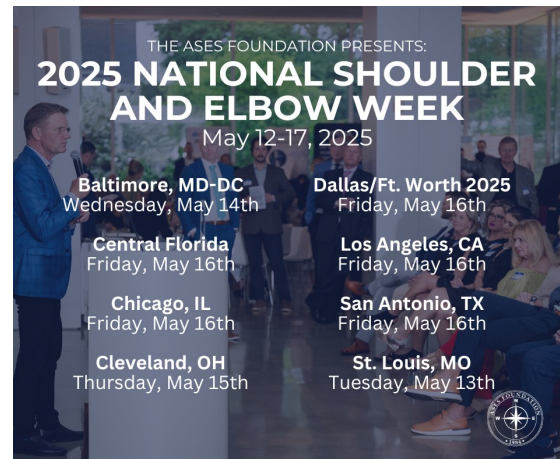 THE ASES FOUNDATION PRESENTS:
2025 NATIONAL SHOULDER
AND ELBOW WEEK
May 12-17, 2025
Baltimore, MD-DC
Wednesday, May 14th
Central Florida
Friday, May 16th
Chicago, IL
Friday, May 16th
Cleveland, OH
Thursday, May 15th
Dallas/Ft. Worth 2025
Friday, May 16th
Los Angeles, CA
Friday, May 16th
San Antonio, TX
Friday, May 16th
St. Louis, MO
Tuesday, May 13th
ASES FOUNDATION
N
W
E
S